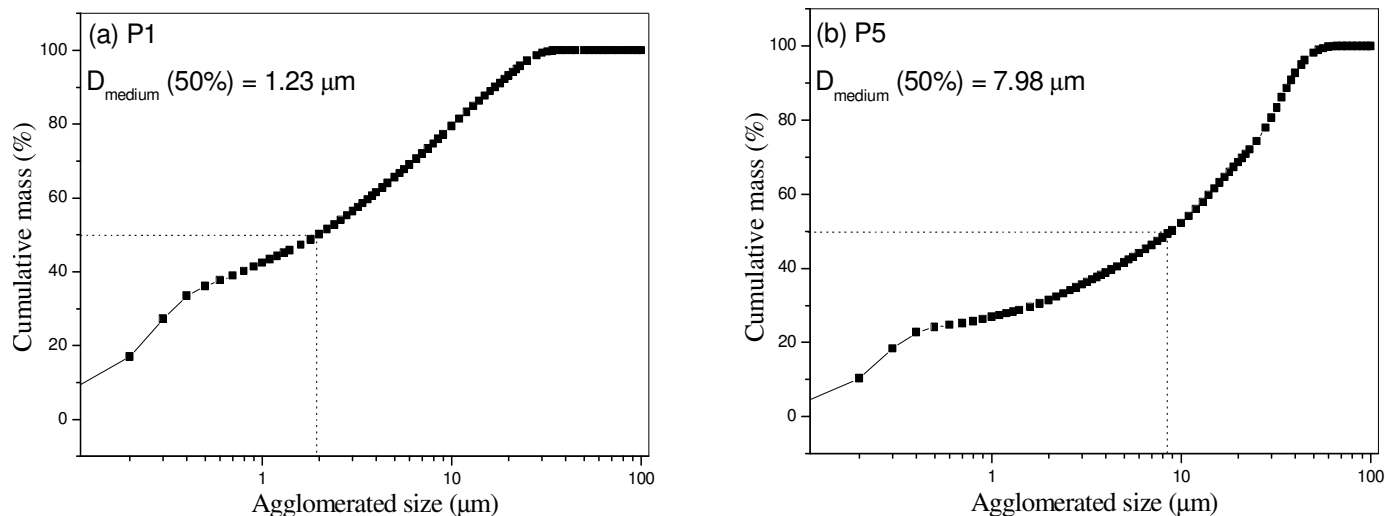 (a) P1
D_medium (50%) = 1.23 μm
Cumulative mass (%)
100
80
60
40
20
0
1
10
100
Agglomerated size (μm)
(b) P5
D_medium (50%) = 7.98 μm
Cumulative mass (%)
100
80
60
40
20
0
1
10
100
Agglomerated size (μm)